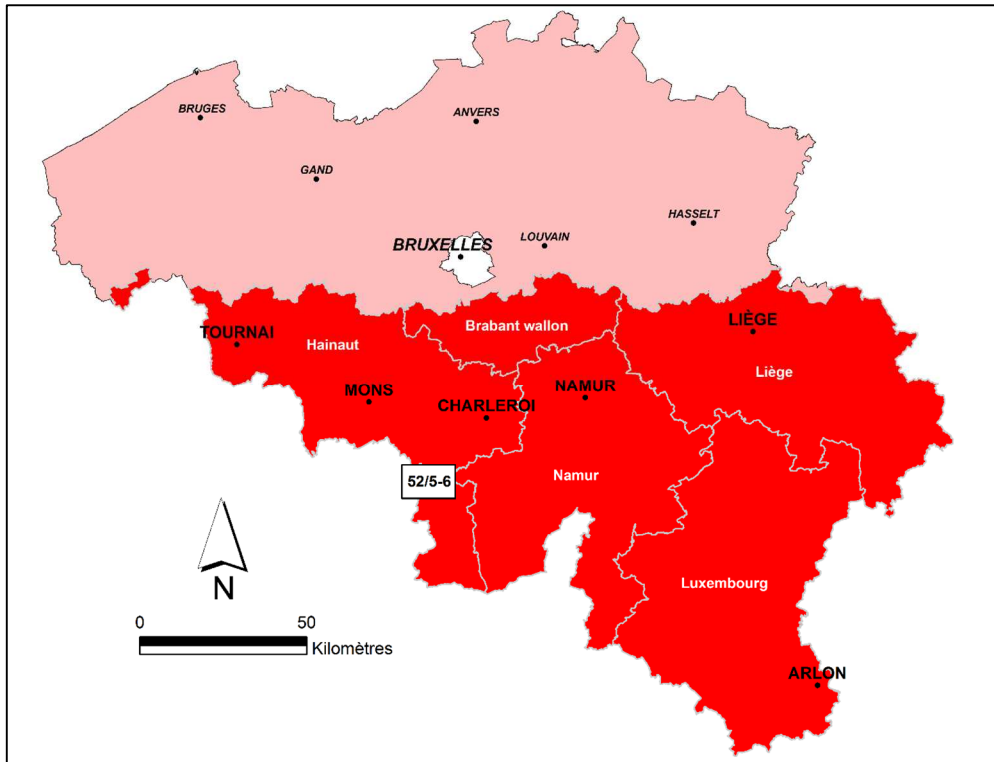 BRUGES
ANVERS
GAND
HASSELT
LOUVAIN
BRUXELLES
Brabant wallon
LIÈGE
TOURNAI
Hainaut
Liège
NAMUR
MONS
CHARLEROI
Namur
52/5-6
Luxembourg
N
0 50
Kilomètres
ARLON